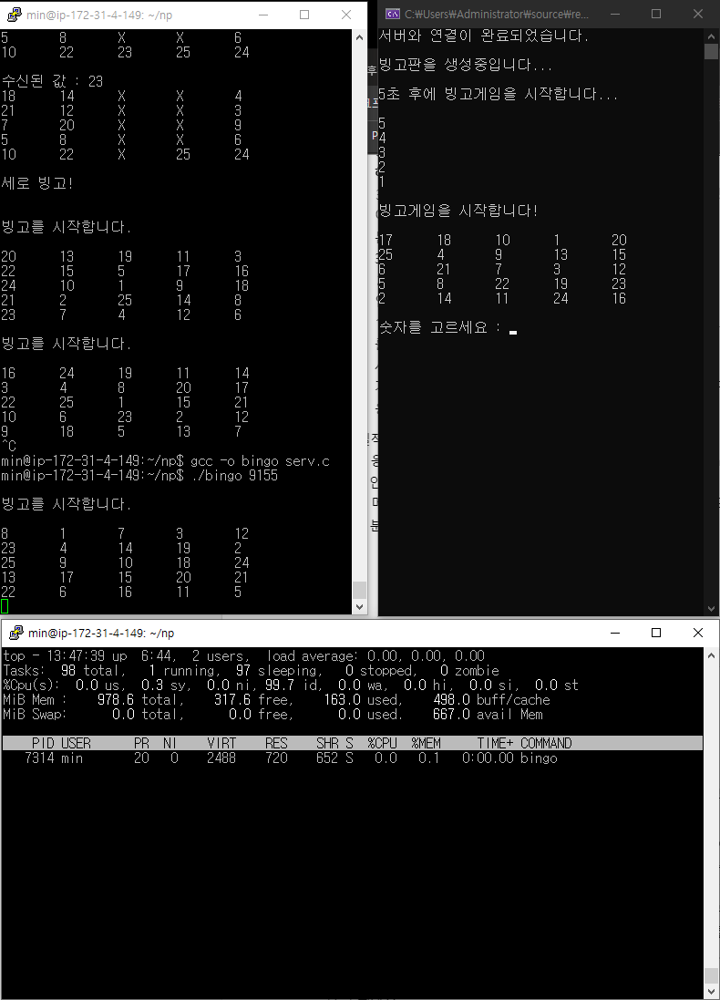 min@ip-172-31-4-149: ~/np
5 8 X X 6
10 22 23 25 24
수신된 값 : 23
18 14 X X 4
21 12 X X 3
7 20 X X 9
5 8 X X 6
10 22 X 25 24
세로 빙고!
빙고를 시작합니다.
20 13 19 11 3
22 15 5 17 16
24 10 1 9 18
21 2 25 14 8
23 7 4 12 6
빙고를 시작합니다.
16 24 19 11 14
3 4 8 20 17
22 25 1 15 21
10 6 23 2 12
9 18 5 13 7
^C
min@ip-172-31-4-149:~/np$ gcc -o bingo serv.c
min@ip-172-31-4-149:~/np$ ./bingo 9155
빙고를 시작합니다.
8 1 7 3 12
23 4 14 19 2
25 9 10 18 24
13 17 15 20 21
22 6 16 11 5
C:₩Users₩Administrator₩source₩re...
서버와 연결이 완료되었습니다.
빙고판을 생성중입니다...
5초 후에 빙고게임을 시작합니다...
5
4
3
2
1
빙고게임을 시작합니다!
17 18 10 1 20
25 4 9 13 15
6 21 7 3 12
5 8 22 19 23
2 14 11 24 16
숫자를 고르세요 :
min@ip-172-31-4-149: ~/np
top - 13:47:39 up 6:44, 2 users, load average: 0.00, 0.00, 0.00
Tasks: 98 total, 1 running, 97 sleeping, 0 stopped, 0 zombie
%Cpu(s): 0.0 us, 0.3 sy, 0.0 ni, 99.7 id, 0.0 wa, 0.0 hi, 0.0 si, 0.0 st
MiB Mem : 978.6 total, 317.6 free, 163.0 used, 498.0 buff/cache
MiB Swap: 0.0 total, 0.0 free, 0.0 used. 667.0 avail Mem
PID USER PR NI VIRT RES SHR S %CPU %MEM TIME+ COMMAND
7314 min 20 0 2488 720 652 S 0.0 0.1 0:00.00 bingo